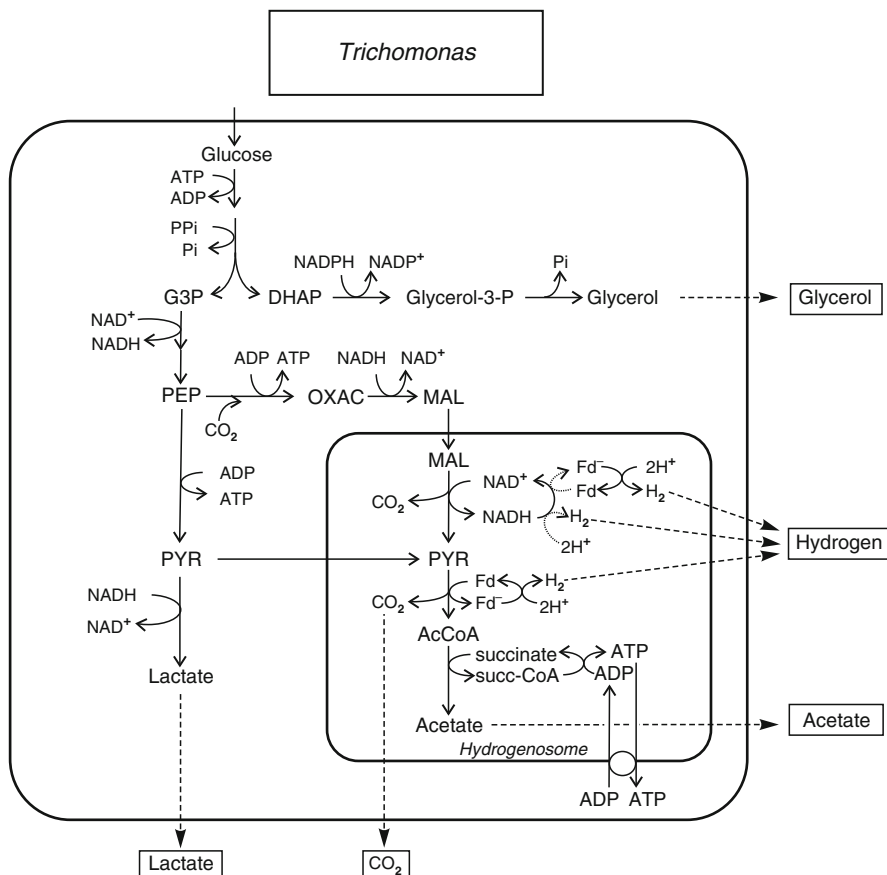 Trichomonas
Glucose
ATP
ADP
PPi
Pi
NADPH NADP⁺
Pi
G3P
DHAP
Glycerol-3-P
Glycerol
Glycerol
NAD⁺
NADH
ADP ATP
NADH NAD⁺
PEP
OXAC
MAL
CO₂
MAL
Fd⁻
2H⁺
ADP
ATP
NAD⁺
Fd
H₂
CO₂
NADH
H₂
2H⁺
Hydrogen
PYR
PYR
NADH
NAD⁺
Fd
H₂
CO₂
Fd⁻
2H⁺
AcCoA
succinate
ATP
succ-CoA
ADP
Lactate
Acetate
Acetate
Hydrogenosome
ADP ATP
Lactate
CO₂